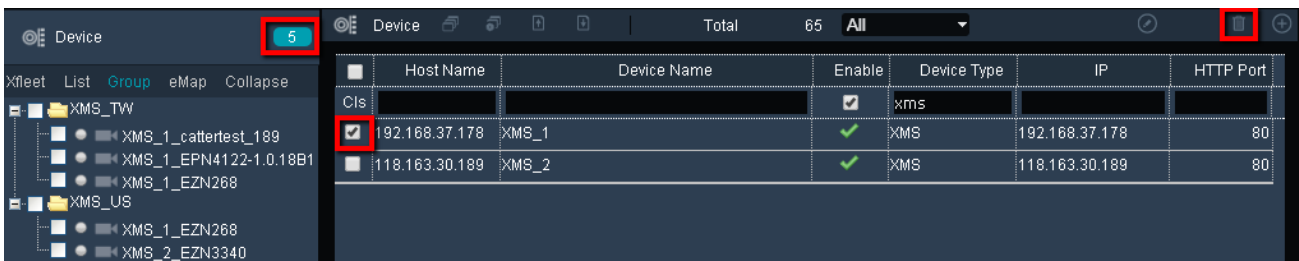 Device 5
Xfleet List Group eMap Collapse
XMS_TW
XMS_1_cattertest_189
XMS_1_EPN4122-1.0.18B1
XMS_1_EZN268
XMS_US
XMS_1_EZN268
XMS_2_EZN3340
Device Total 65 All
Host Name Device Name Enable Device Type IP HTTP Port
Cls xms
192.168.37.178 XMS_1 XMS 192.168.37.178 80
118.163.30.189 XMS_2 XMS 118.163.30.189 80